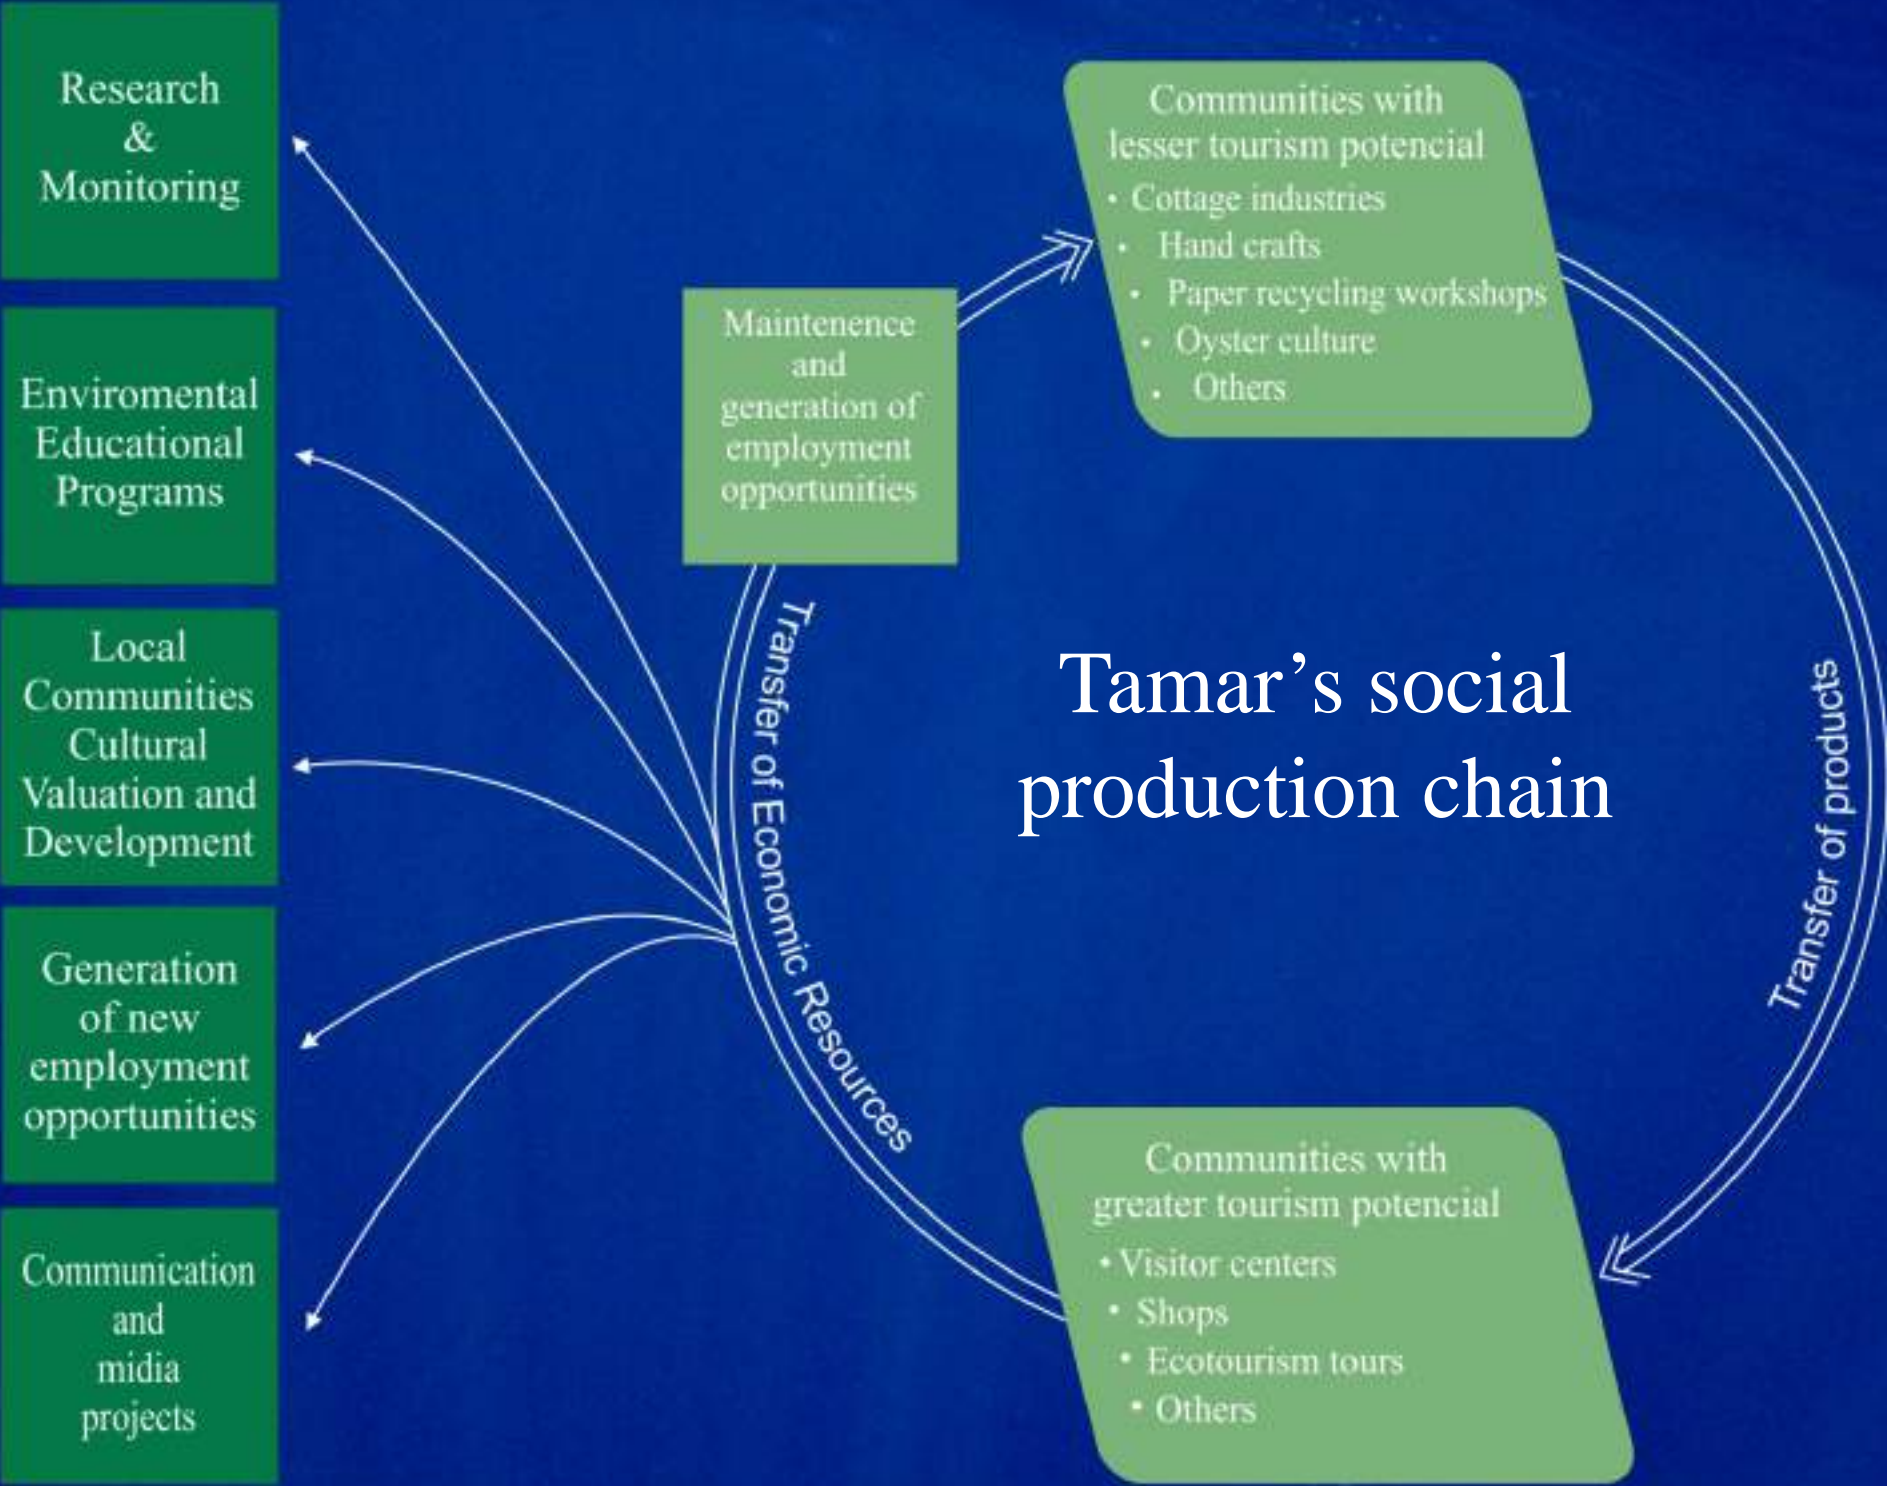 Research
&
Monitoring
Enviromental
Educational
Programs
Local
Communities
Cultural
Valuation and
Development
Generation
of new
employment
opportunities
Communication
and
midia
projects
Maintenence
and
generation of
employment
opportunities
Communities with
lesser tourism potencial
• Cottage industries
• Hand crafts
• Paper recycling workshops
• Oyster culture
• Others
Transfer of Economic Resources
Tamar’s social
production chain
Transfer of products
Communities with
greater tourism potencial
• Visitor centers
• Shops
• Ecotourism tours
• Others